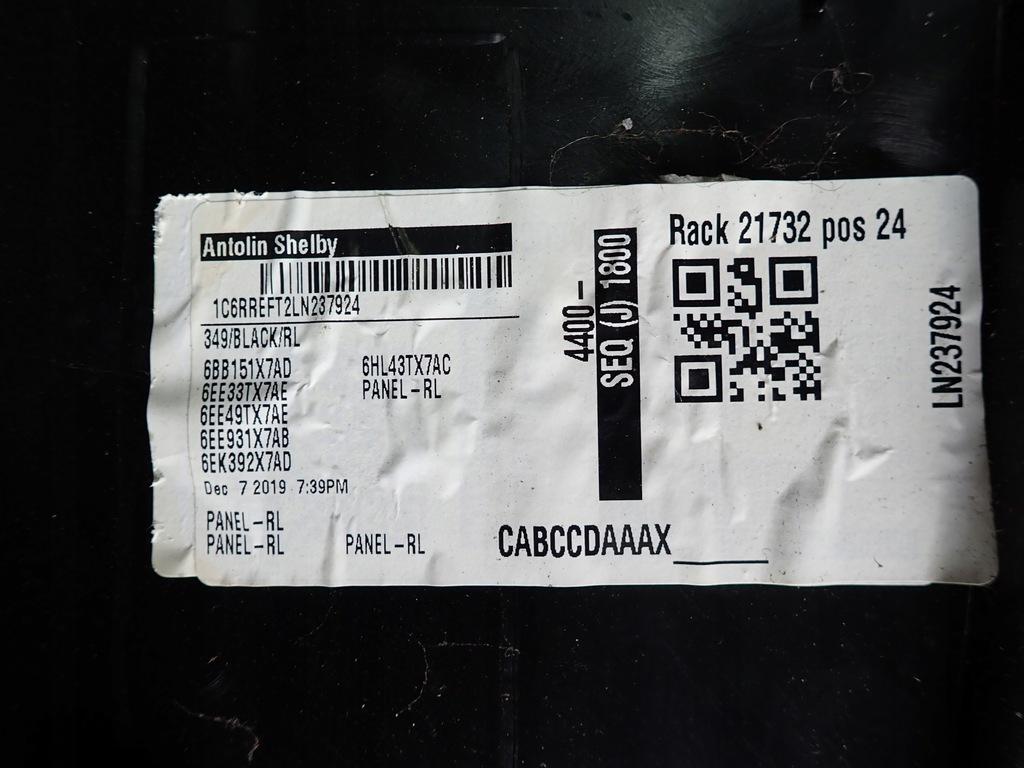 Antolin Shelby
1C6RREFT2LN237924
349/BLACK/RL
6BB151X7AD 6HL43TX7AC
6EE33TX7AE PANEL-RL
6EE49TX7AE
6EE931X7AB
6EK392X7AD
Dec 7 2019 7:39PM
PANEL-RL
PANEL-RL PANEL-RL
CABCCDAAAX
4400-
SEQ (J) 1800
Rack 21732 pos 24
LN237924